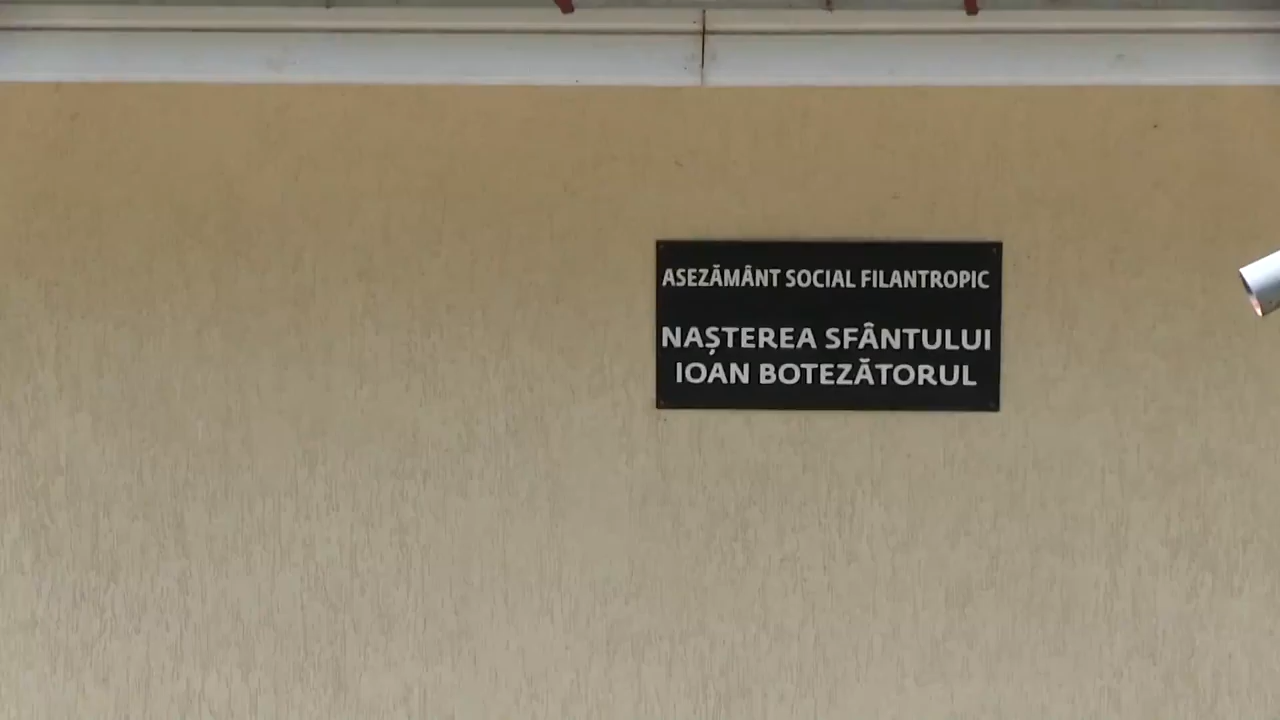 ASEZĂMÂNT SOCIAL FILANTROPIC
NAȘTEREA SFÂNTULUI
IOAN BOTEZĂTORUL